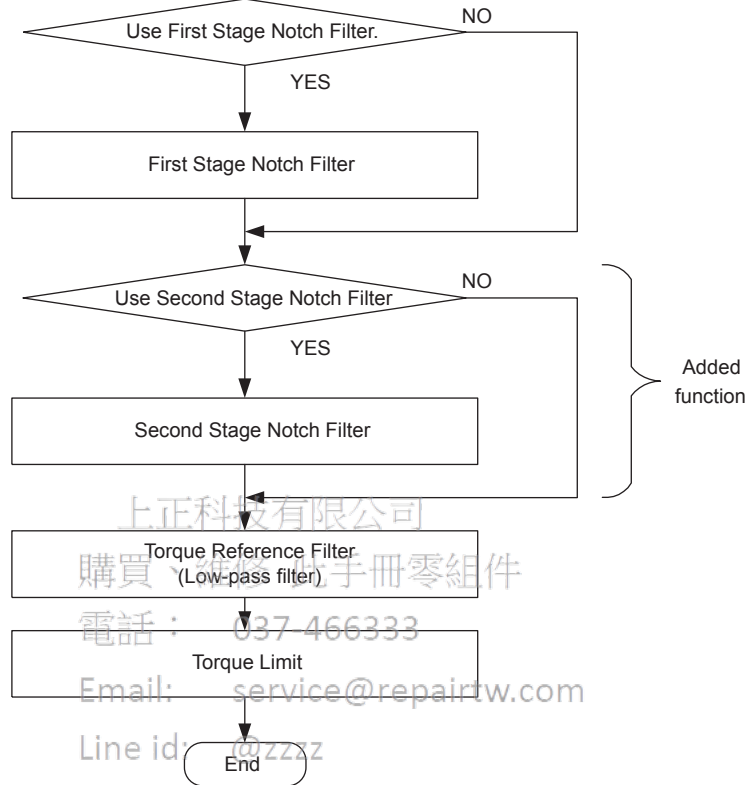 Use First Stage Notch Filter.
NO
YES
First Stage Notch Filter
Use Second Stage Notch Filter
NO
YES
Added
function
Second Stage Notch Filter
上正科技有限公司
Torque Reference Filter
(Low-pass filter)
購買、維修 此手冊零組件
電話： 037-466333
Torque Limit
Email: service@repairtw.com
Line id: @zzzz
End